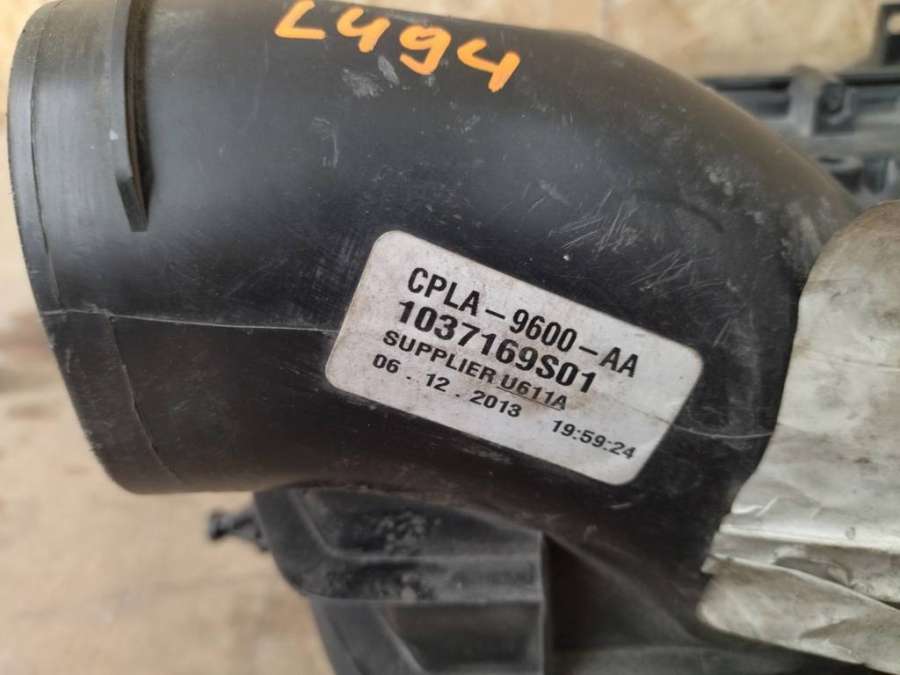 L494
CPLA-9600-AA
1037169S01
SUPPLIER U611A
06.12.2013 19:59:24